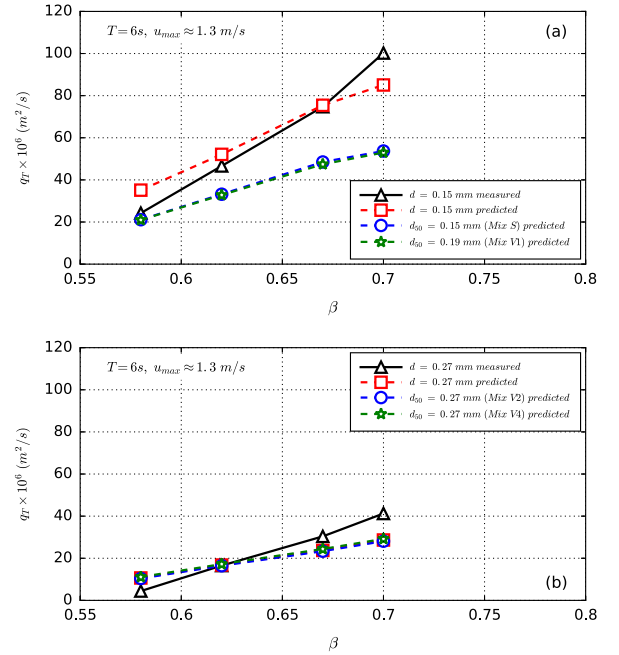 T = 6s, u_max ≈ 1.3 m/s
(a)
120
100
80
60
40
20
0
q_T × 10^6 (m^2/s)
d = 0.15 mm measured
d = 0.15 mm predicted
d_50 = 0.15 mm (Mix S) predicted
d_50 = 0.19 mm (Mix V1) predicted
0.55 0.6 0.65 0.7 0.75 0.8
β
T = 6s, u_max ≈ 1.3 m/s
120
100
80
60
40
20
0
q_T × 10^6 (m^2/s)
d = 0.27 mm measured
d = 0.27 mm predicted
d_50 = 0.27 mm (Mix V2) predicted
d_50 = 0.27 mm (Mix V4) predicted
(b)
0.55 0.6 0.65 0.7 0.75 0.8
β